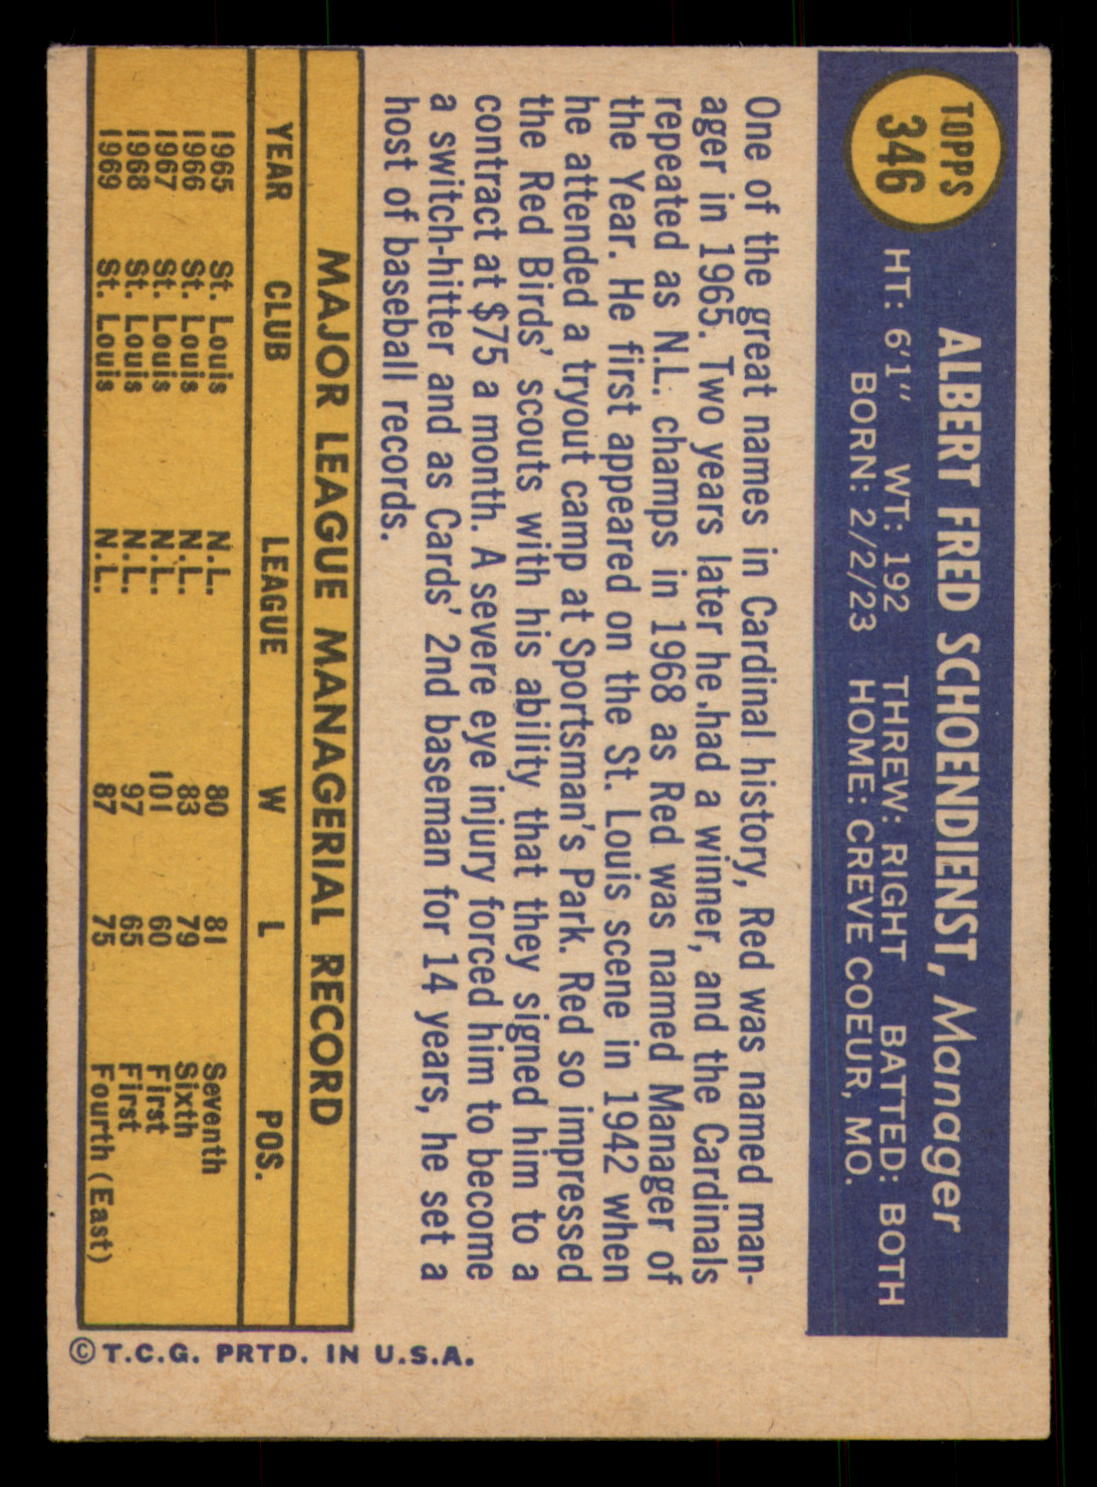 TOPPS
346
ALBERT FRED SCHOENDIENST, Manager
HT: 6'1" WT: 192 THREW: RIGHT BATTED: BOTH
BORN: 2/2/23 HOME: CREVE COEUR, MO.
One of the great names in Cardinal history, Red was named man-
ager in 1965. Two years later he had a winner, and the Cardinals
repeated as N.L. champs in 1968 as Red was named Manager of
the Year. He first appeared on the St. Louis scene in 1942 when
he attended a tryout camp at Sportsman's Park. Red so impressed
the Red Birds' scouts with his ability that they signed him to a
contract at $75 a month. A severe eye injury forced him to become
a switch-hitter and as Cards' 2nd baseman for 14 years, he set a
host of baseball records.
MAJOR LEAGUE MANAGERIAL RECORD
YEAR CLUB LEAGUE W L POS.
1965 St. Louis N.L. 80 81 Seventh
1966 St. Louis N.L. 83 79 Sixth
1967 St. Louis N.L. 101 60 First
1968 St. Louis N.L. 97 65 First
1969 St. Louis N.L. 87 75 Fourth (East)
© T.C.G. PRTD. IN U.S.A.